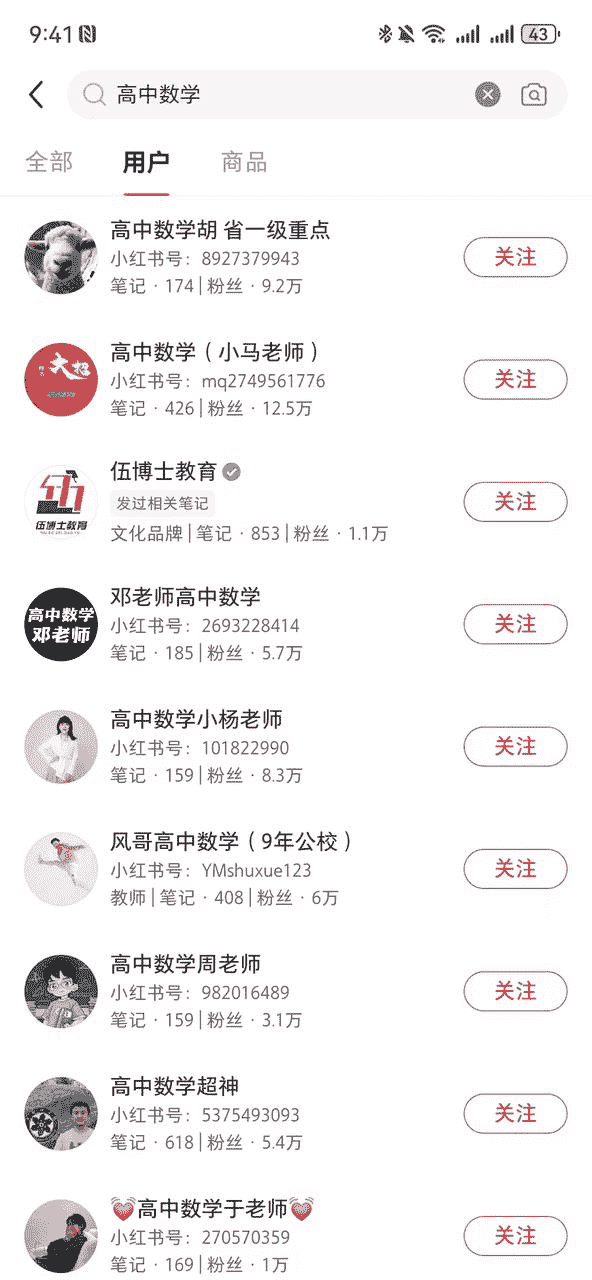 9:41
43
高中数学
全部 用户 商品
高中数学胡 省一级重点
小红书号：8927379943
笔记 · 174 | 粉丝 · 9.2万
关注
大招
高中数学（小马老师）
小红书号：mq2749561776
笔记 · 426 | 粉丝 · 12.5万
关注
伍博士教育
伍博士教育
发过相关笔记
文化品牌 | 笔记 · 853 | 粉丝 · 1.1万
关注
高中数学
邓老师
邓老师高中数学
小红书号：2693228414
笔记 · 185 | 粉丝 · 5.7万
关注
高中数学小杨老师
小红书号：101822990
笔记 · 159 | 粉丝 · 8.3万
关注
风哥高中数学（9年公校）
小红书号：YMshuxue123
教师 | 笔记 · 408 | 粉丝 · 6万
关注
高中数学周老师
小红书号：982016489
笔记 · 159 | 粉丝 · 3.1万
关注
高中数学超神
小红书号：5375493093
笔记 · 618 | 粉丝 · 5.4万
关注
💓高中数学于老师💓
小红书号：270570359
笔记 · 169 | 粉丝 · 1万
关注